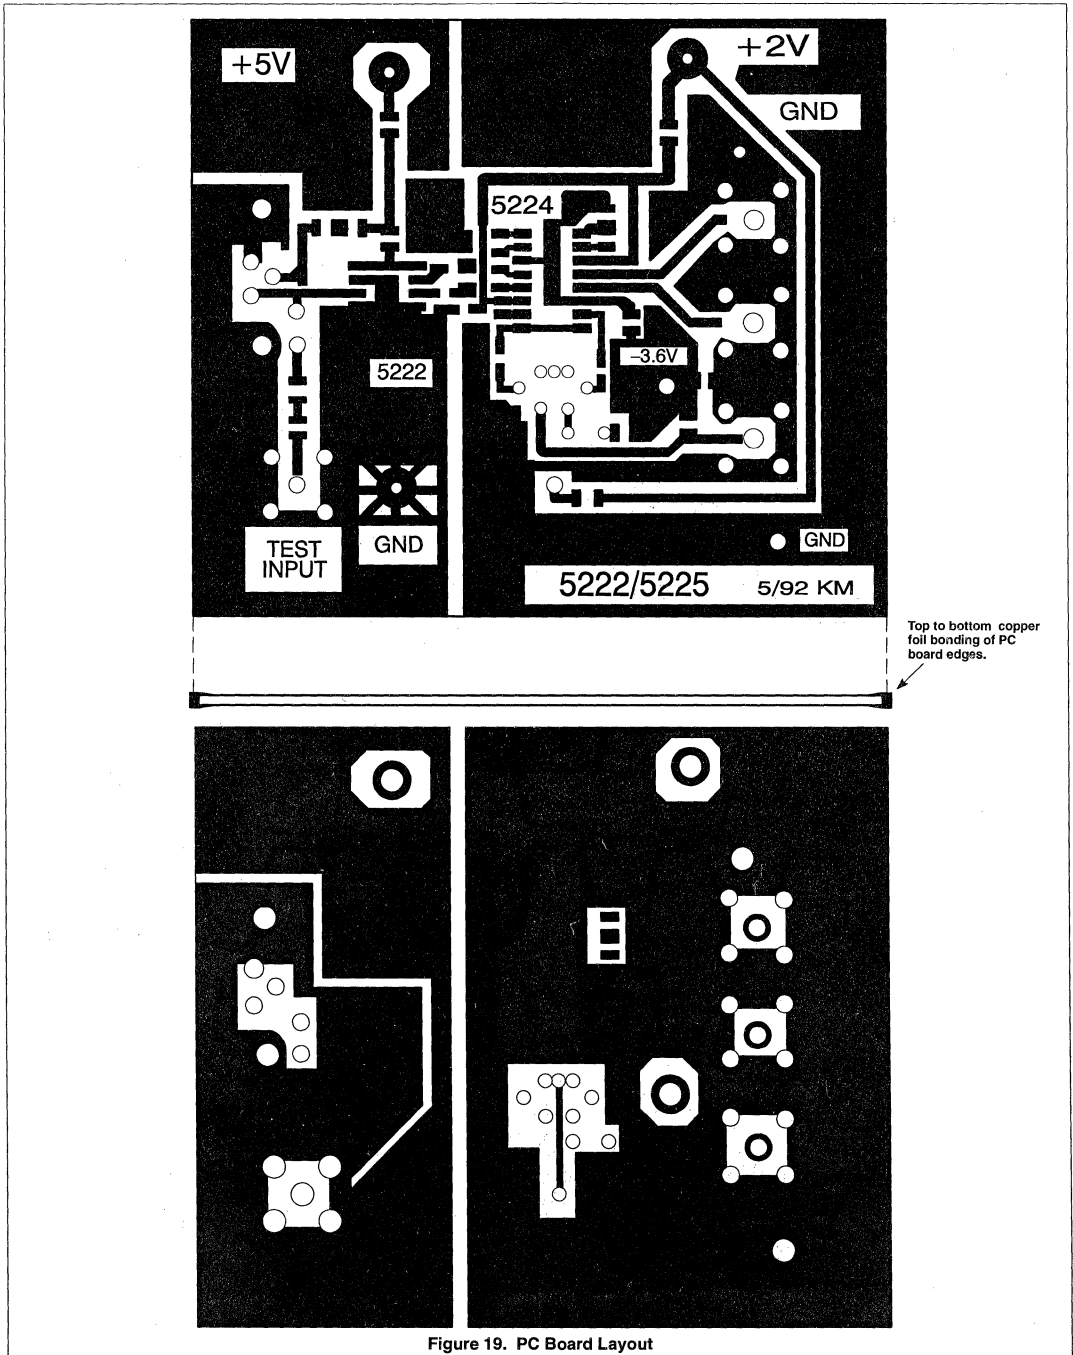 +5V
+2V
GND
5224
5222
–3.6V
TEST
INPUT
GND
GND
5222/5225 5/92 KM
Top to bottom copper
foil bonding of PC
board edges.
Figure 19. PC Board Layout